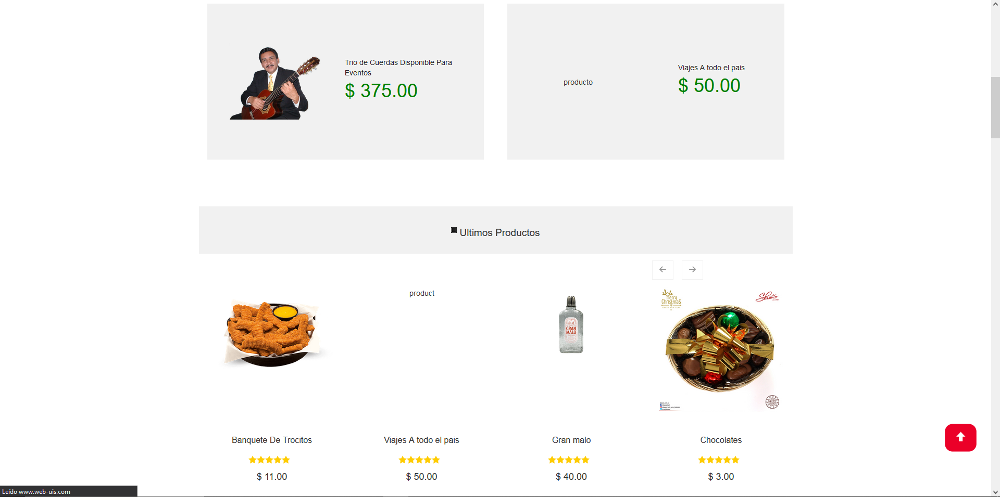 Trio de Cuerdas Disponible Para
Eventos
$ 375.00
producto
Viajes A todo el pais
$ 50.00
Ultimos Productos
product
GRAN
MALO
Merry
Christmas
Shaw's
Banquete De Trocitos
Viajes A todo el pais
Gran malo
Chocolates
$ 11.00
$ 50.00
$ 40.00
$ 3.00
Leído www.web-uis.com